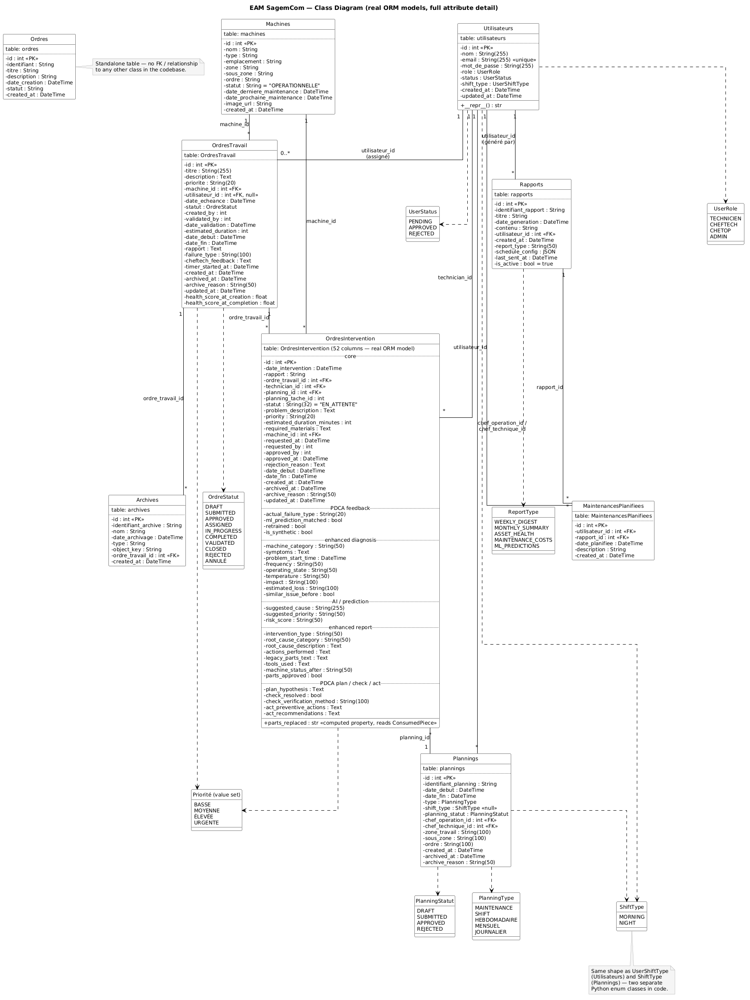 EAM SagemCom — Class Diagram (real ORM models, full attribute detail)
Ordres
table: ordres
-id : int «PK»
-identifiant : String
-titre : String
-description : String
-date_creation : DateTime
-statut : String
-created_at : DateTime
Standalone table — no FK / relationship
to any other class in the codebase.
Machines
table: machines
-id : int «PK»
-nom : String
-type : String
-emplacement : String
-zone : String
-sous_zone : String
-ordre : String
-statut : String = "OPERATIONNELLE"
-date_derniere_maintenance : DateTime
-date_prochaine_maintenance : DateTime
-image_url : String
-created_at : DateTime
Utilisateurs
table: utilisateurs
-id : int «PK»
-nom : String(255)
-email : String(255) «unique»
-mot_de_passe : String(255)
-role : UserRole
-status : UserStatus
-shift_type : UserShiftType
-created_at : DateTime
-updated_at : DateTime
+__repr__() : str
1
machine_id
*
1
1
1
1
1
1
utilisateur_id
(généré par)
*
0..*
utilisateur_id
(assigné)
OrdresTravail
table: OrdresTravail
-id : int «PK»
-titre : String(255)
-description : Text
-priorite : String(20)
-machine_id : int «FK»
-utilisateur_id : int «FK, null»
-date_echeance : DateTime
-statut : OrdreStatut
-created_by : int
-validated_by : int
-date_validation : DateTime
-estimated_duration : int
-date_debut : DateTime
-date_fin : DateTime
-rapport : Text
-failure_type : String(100)
-cheftech_feedback : Text
-timer_started_at : DateTime
-created_at : DateTime
-archived_at : DateTime
-archive_reason : String(50)
-updated_at : DateTime
-health_score_at_creation : float
-health_score_at_completion : float
machine_id
UserStatus
PENDING
APPROVED
REJECTED
Rapports
table: rapports
-id : int «PK»
-identifiant_rapport : String
-titre : String
-date_generation : DateTime
-contenu : String
-utilisateur_id : int «FK»
-created_at : DateTime
-report_type : String(50)
-schedule_config : JSON
-last_sent_at : DateTime
-is_active : bool = true
UserRole
TECHNICIEN
CHEFTECH
CHETOP
ADMIN
technician_id
1
1
ordre_travail_id
1
*
*
OrdresIntervention
table: OrdresIntervention (52 columns — real ORM model)
core
-id : int «PK»
-date_intervention : DateTime
-rapport : String
-ordre_travail_id : int «FK»
-technician_id : int «FK»
-planning_id : int «FK»
-planning_tache_id : int
-statut : String(32) = "EN_ATTENTE"
-problem_description : Text
-priority : String(20)
-estimated_duration_minutes : int
-required_materials : Text
-machine_id : int «FK»
-requested_at : DateTime
-requested_by : int
-approved_by : int
-approved_at : DateTime
-rejection_reason : Text
-date_debut : DateTime
-date_fin : DateTime
-created_at : DateTime
-archived_at : DateTime
-archive_reason : String(50)
-updated_at : DateTime
PDCA feedback
-actual_failure_type : String(20)
-ml_prediction_matched : bool
-retrained : bool
-is_synthetic : bool
enhanced diagnosis
-machine_category : String(50)
-symptoms : Text
-problem_start_time : DateTime
-frequency : String(50)
-operating_state : String(50)
-temperature : String(50)
-impact : String(100)
-estimated_loss : String(100)
-similar_issue_before : bool
AI / prediction
-suggested_cause : String(255)
-suggested_priority : String(50)
-risk_score : String(50)
enhanced report
-intervention_type : String(50)
-root_cause_category : String(50)
-root_cause_description : Text
-actions_performed : Text
-legacy_parts_text : Text
-tools_used : Text
-machine_status_after : String(50)
-parts_approved : bool
PDCA plan / check / act
-plan_hypothesis : Text
-check_resolved : bool
-check_verification_method : String(100)
-act_preventive_actions : Text
-act_recommendations : Text
+parts_replaced : str «computed property, reads ConsumedPiece»
utilisateur_id
rapport_id
ordre_travail_id
*
chef_operation_id /
chef_technique_id
*
*
*
Archives
table: archives
-id : int «PK»
-identifiant_archive : String
-nom : String
-date_archivage : DateTime
-type : String
-object_key : String
-ordre_travail_id : int «FK»
-created_at : DateTime
OrdreStatut
DRAFT
SUBMITTED
APPROVED
ASSIGNED
IN_PROGRESS
COMPLETED
VALIDATED
CLOSED
REJECTED
ANNULÉ
ReportType
WEEKLY_DIGEST
MONTHLY_SUMMARY
ASSET_HEALTH
MAINTENANCE_COSTS
ML_PREDICTIONS
MaintenancesPlanifiees
table: MaintenancesPlanifiees
-id : int «PK»
-utilisateur_id : int «FK»
-rapport_id : int «FK»
-date_planifiee : DateTime
-description : String
-created_at : DateTime
*
planning_id
1
*
Plannings
table: plannings
-id : int «PK»
-identifiant_planning : String
-date_debut : DateTime
-date_fin : DateTime
-type : PlanningType
-shift_type : ShiftType «null»
-planning_statut : PlanningStatut
-chef_operation_id : int «FK»
-chef_technique_id : int «FK»
-zone_travail : String(100)
-sous_zone : String(100)
-ordre : String(100)
-created_at : DateTime
-archived_at : DateTime
-archive_reason : String(50)
Priorité (value set)
BASSE
MOYENNE
ÉLEVÉE
URGENTE
PlanningStatut
DRAFT
SUBMITTED
APPROVED
REJECTED
PlanningType
MAINTENANCE
SHIFT
HEBDOMADAIRE
MENSUEL
JOURNALIER
ShiftType
MORNING
NIGHT
Same shape as UserShiftType
(Utilisateurs) and ShiftType
(Plannings) — two separate
Python enum classes in code.